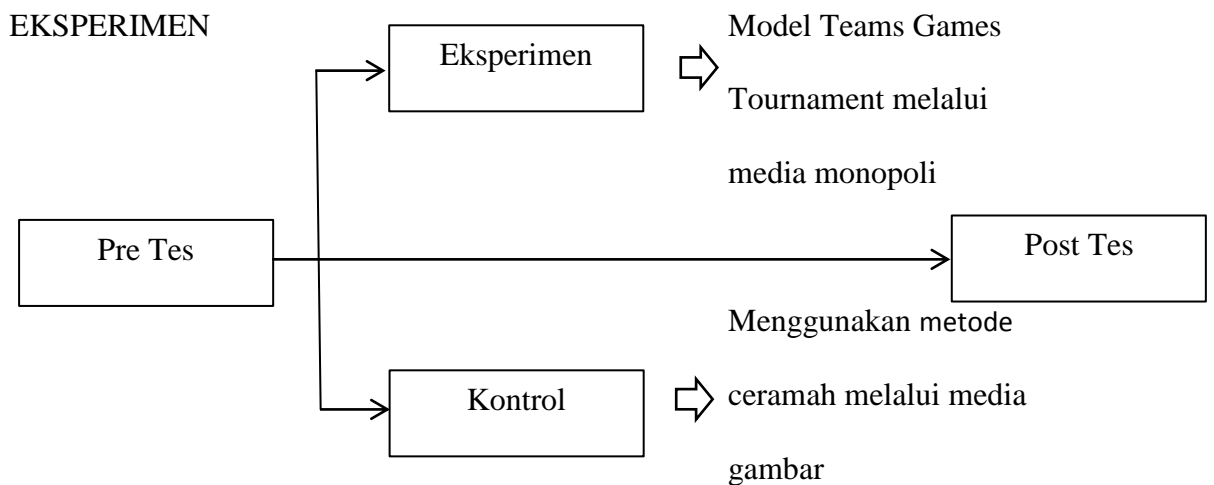 EKSPERIMEN
Eksperimen
Model Teams Games
Tournament melalui
media monopoli
Pre Tes
Post Tes
Kontrol
Menggunakan metode
ceramah melalui media
gambar